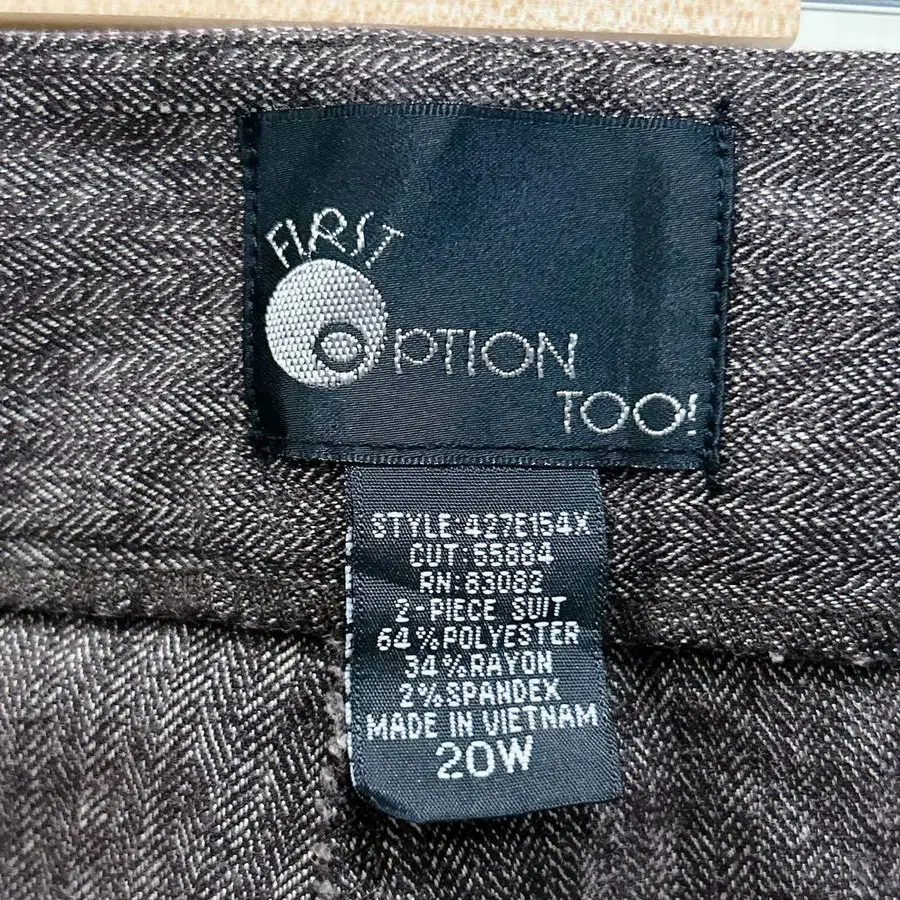 FIRST
OPTION
TOO!
STYLE:427E154X
CUT:55884
RN:83082
2-PIECE SUIT
64%POLYESTER
34%RAYON
2%SPANDEX
MADE IN VIETNAM
20W